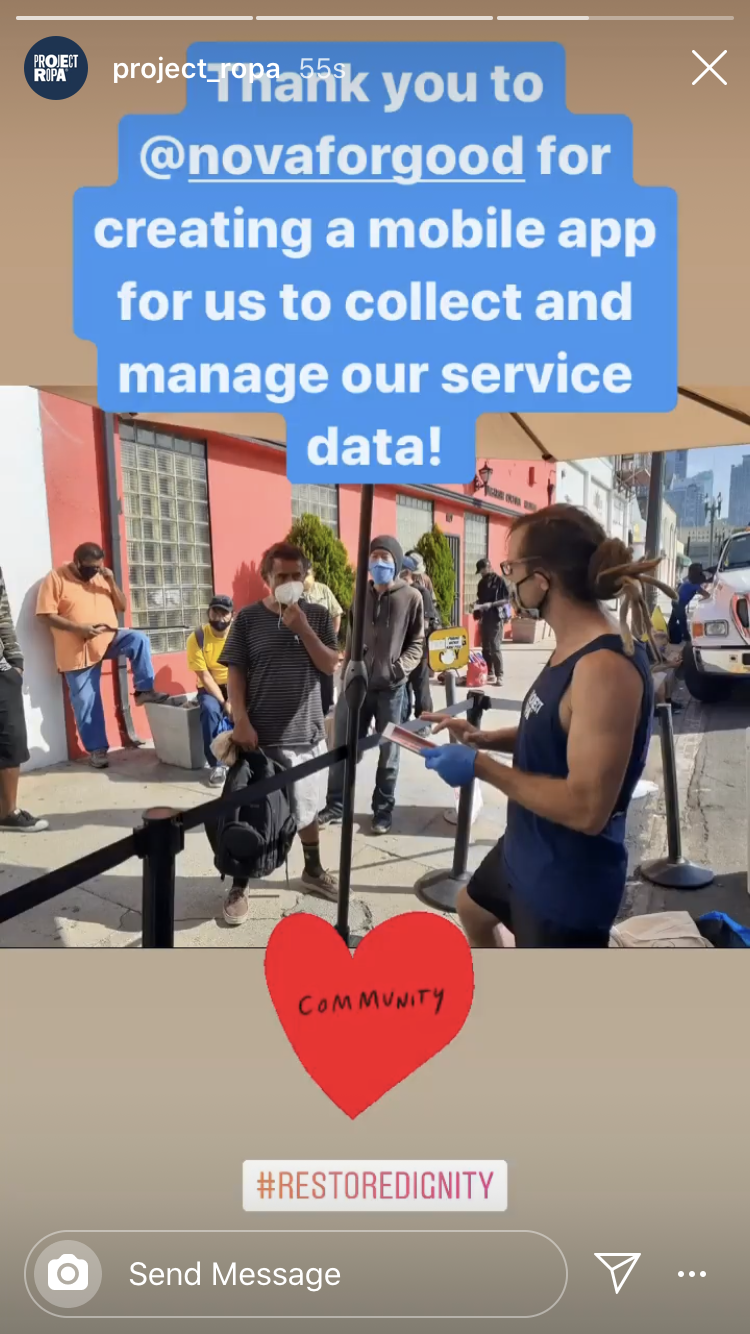 PROJECT
ROPA
project_ropa 55s
Thank you to
@novaforgood for
creating a mobile app
for us to collect and
manage our service
data!
COMMUNITY
#RESTOREDIGNITY
Send Message